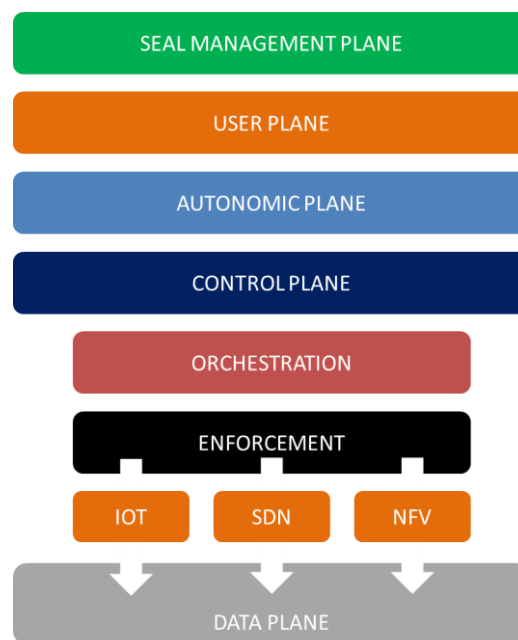 SEAL MANAGEMENT PLANE
USER PLANE
AUTONOMIC PLANE
CONTROL PLANE
ORCHESTRATION
ENFORCEMENT
IOT
SDN
NFV
DATA PLANE